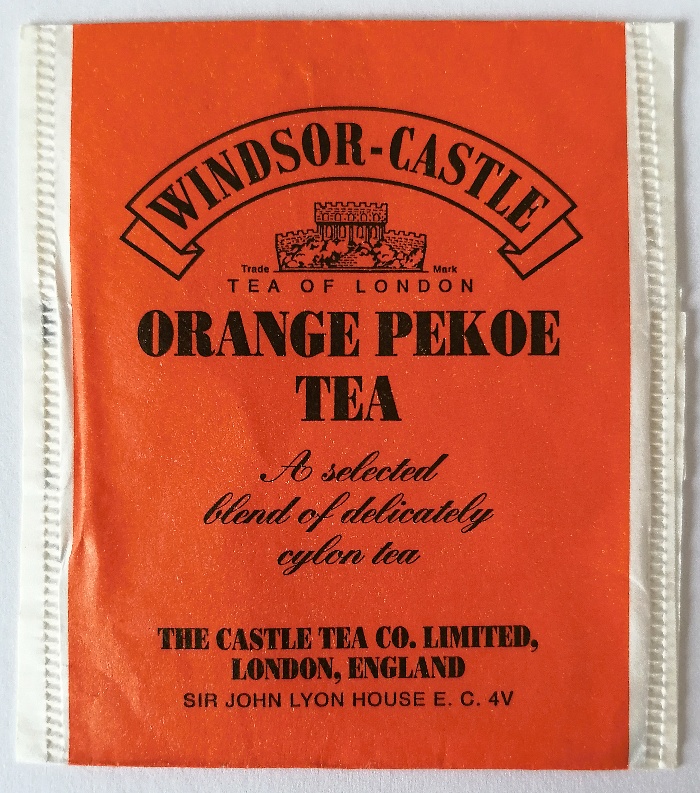 WINDSOR-CASTLE
Trade Mark
TEA OF LONDON
ORANGE PEKOE
TEA
A selected
blend of delicately
cylon tea
THE CASTLE TEA CO. LIMITED,
LONDON, ENGLAND
SIR JOHN LYON HOUSE E. C. 4V